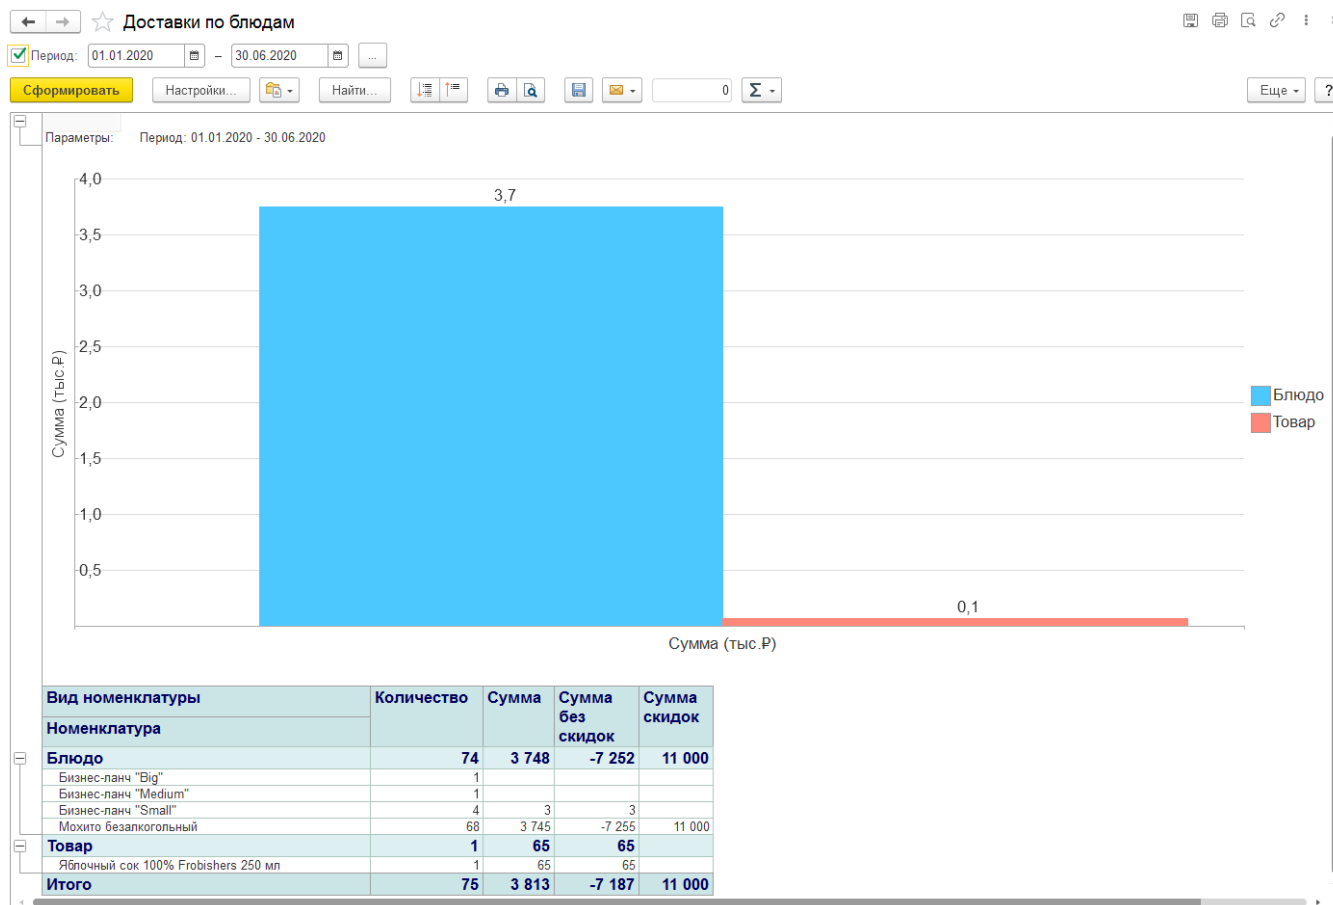 Доставки по блюдам
Период: 01.01.2020 – 30.06.2020 ...
Сформировать Настройки... Найти... 0 Σ Еще ?
Параметры: Период: 01.01.2020 - 30.06.2020
4,0
3,7
3,5
3,0
2,5
2,0
1,5
1,0
0,5
0,1
Сумма (тыс.₽)
Сумма (тыс.₽)
Блюдо
Товар
Вид номенклатуры Количество Сумма Сумма без скидок Сумма скидок
Номенклатура
Блюдо 74 3 748 -7 252 11 000
Бизнес-ланч "Big" 1
Бизнес-ланч "Medium" 1
Бизнес-ланч "Small" 4 3 3
Мохито безалкогольный 68 3 745 -7 255 11 000
Товар 1 65 65
Яблочный сок 100% Frobishers 250 мл 1 65 65
Итого 75 3 813 -7 187 11 000